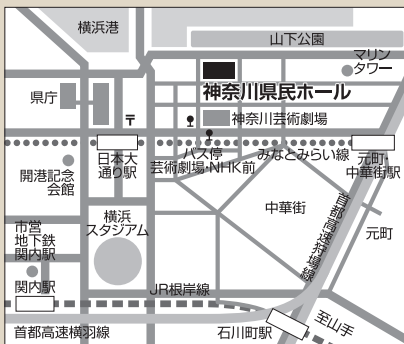 横浜港
山下公園
マリン
タワー
県庁
神奈川県民ホール
〒
神奈川芸術劇場
日本大
通り駅
バス停
芸術劇場・NHK前
みなとみらい線
元町・
中華街駅
開港記念
会館
中華街
首都高速狩場線
元町
横浜
スタジアム
市営
地下鉄
関内駅
関内駅
JR根岸線
首都高速横羽線
石川町駅
至山手